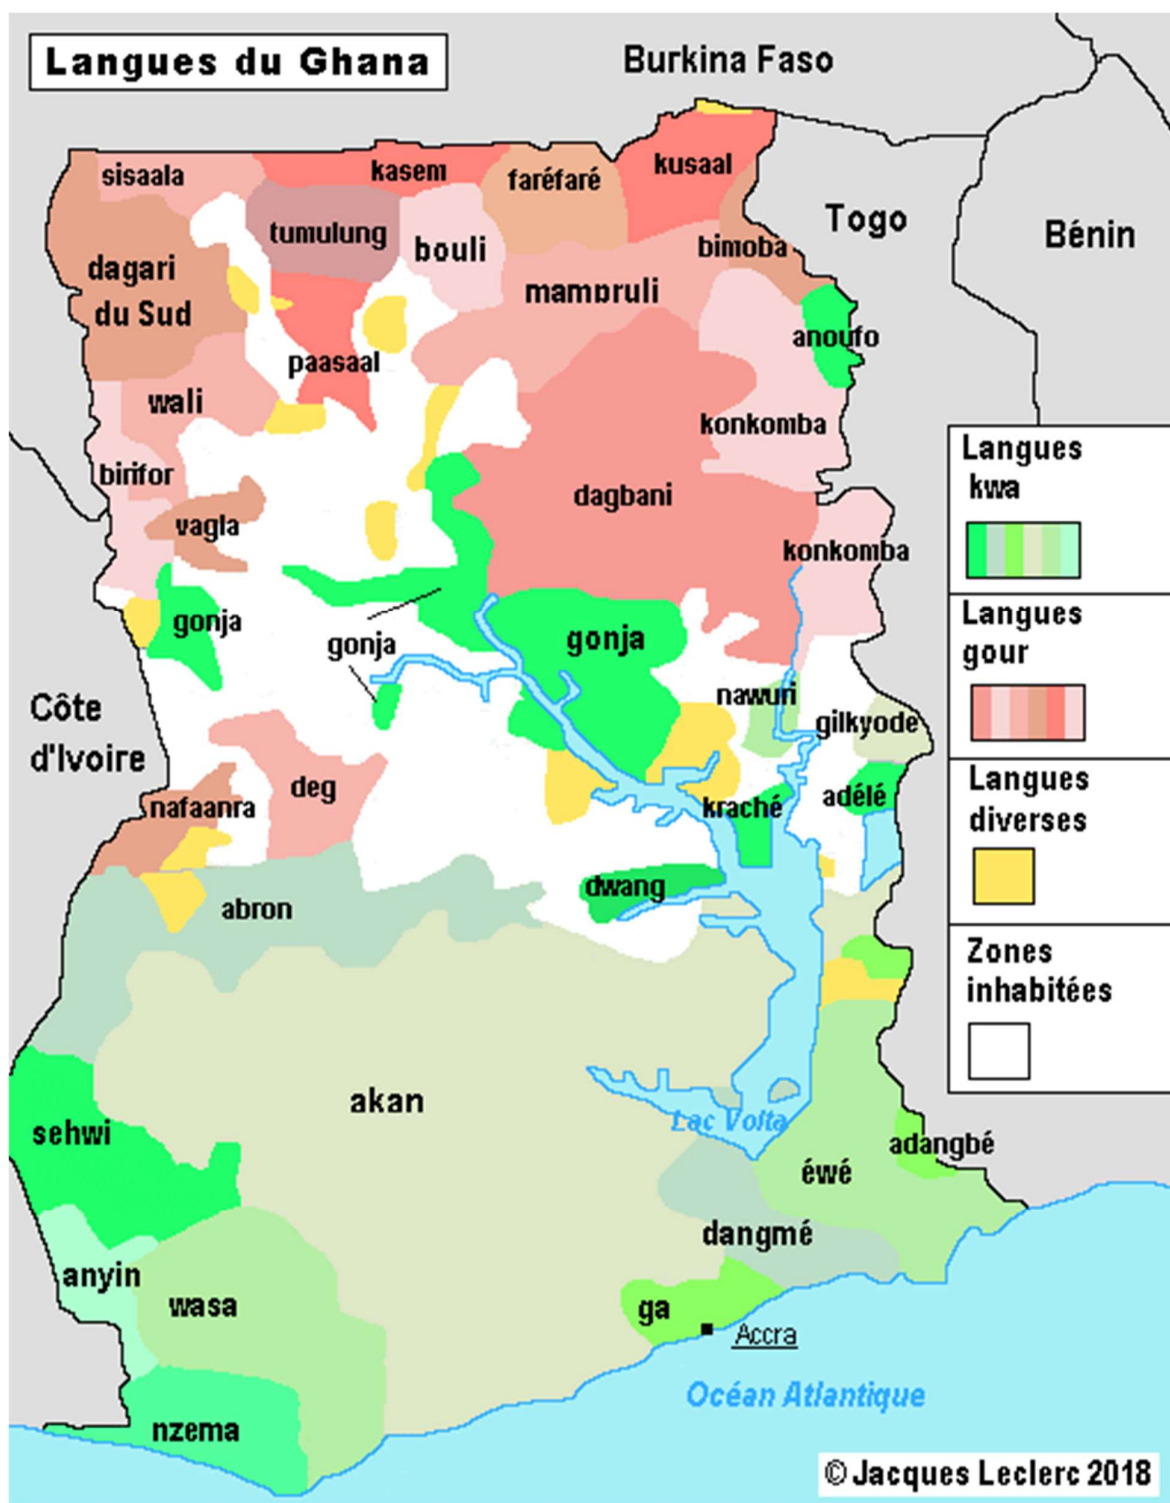 Langues du Ghana
Burkina Faso
sisaala
kasem
faréfaré
kusaal
Togo
Bénin
tumulung
bouli
bimoba
dagari
du Sud
mampruli
anoufo
paasaal
wali
konkomba
birifor
dagbani
vagla
konkomba
gonja
gonja
gonja
nawuri
gilkyode
Côte
d'Ivoire
deg
nafaanra
kraché
adélé
dwang
abron
akan
sehwi
Lac Volta
adangbé
éwé
dangmé
anyin
wasa
ga
Accra
nzema
Océan Atlantique
Langues
kwa
Langues
gour
Langues
diverses
Zones
inhabitées
© Jacques Leclerc 2018